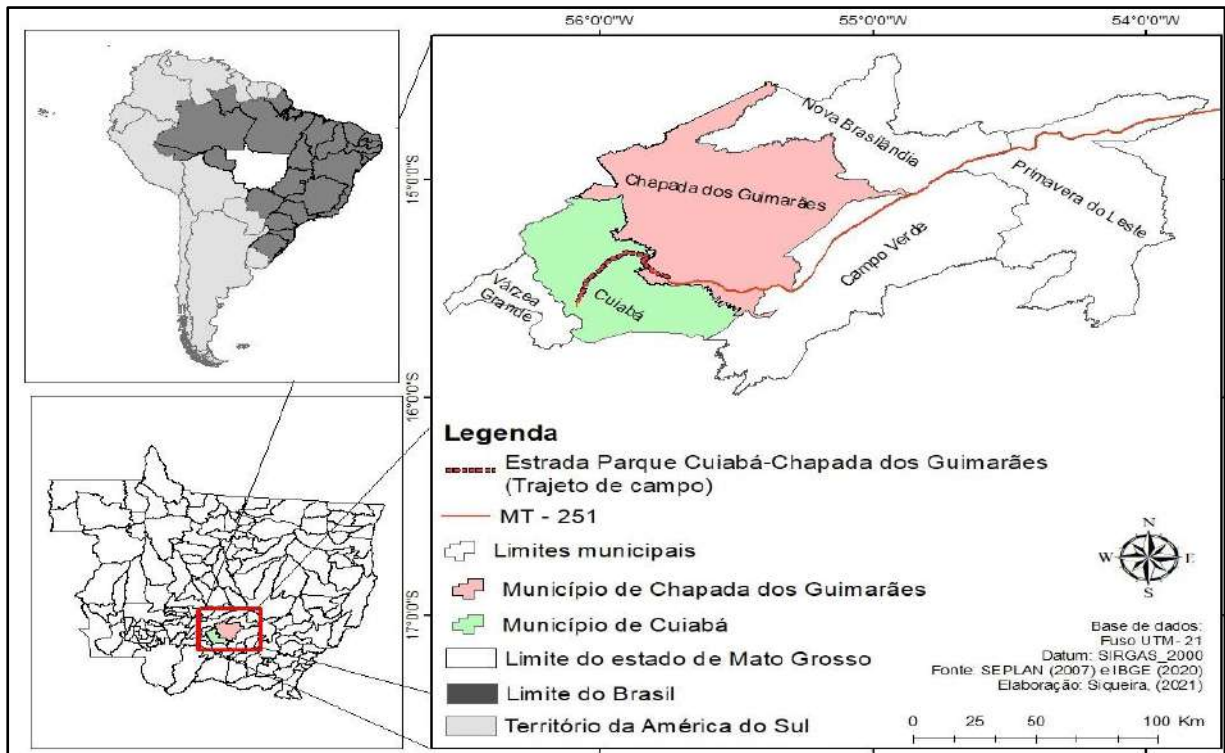 56°0'0"W
55°0'0"W
54°0'0"W
15°0'0"S
16°0'0"S
17°0'0"S
Nova Brasilândia
Chapada dos Guimarães
Primavera do Leste
Campo Verde
Cuiabá
Várzea
Grande
Legenda
Estrada Parque Cuiabá-Chapada dos Guimarães
(Trajeto de campo)
MT - 251
Limites municipais
Município de Chapada dos Guimarães
Município de Cuiabá
Limite do estado de Mato Grosso
Limite do Brasil
Território da América do Sul
N
W E
S
Base de dados:
Fuso UTM- 21
Datum: SIRGAS_2000
Fonte: SEPLAN (2007) e IBGE (2020)
Elaboração: Siqueira, (2021)
0 25 50 100 Km